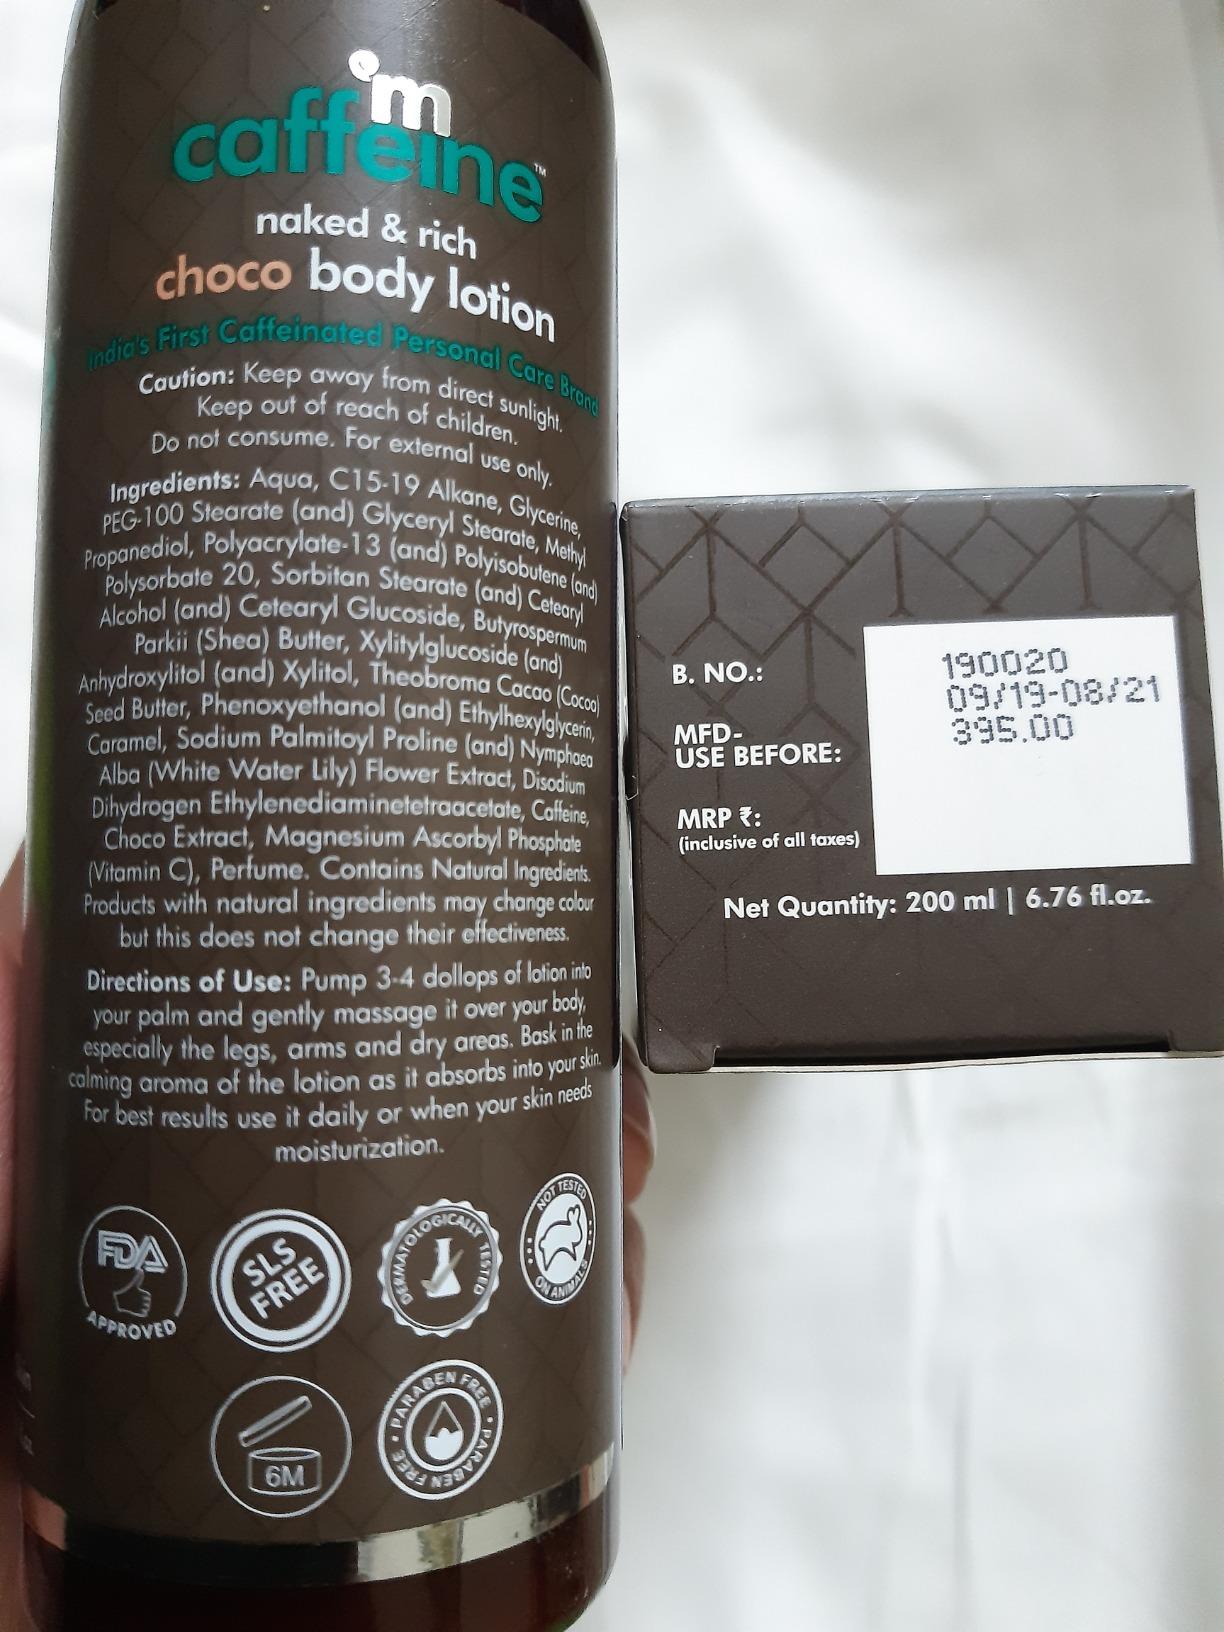 mcaffeine™
naked & rich
choco body lotion
India's First Caffeinated Personal Care Brand
Caution: Keep away from direct sunlight.
Keep out of reach of children.
Do not consume. For external use only.
Ingredients: Aqua, C15-19 Alkane, Glycerine,
PEG-100 Stearate (and) Glyceryl Stearate, Methyl
Propanediol, Polyacrylate-13 (and) Polyisobutene (and)
Polysorbate 20, Sorbitan Stearate (and) Cetearyl
Alcohol (and) Cetearyl Glucoside, Butyrospermum
Parkii (Shea) Butter, Xylitylglucoside (and)
Anhydroxylitol (and) Xylitol, Theobroma Cacao (Cocoa)
Seed Butter, Phenoxyethanol (and) Ethylhexylglycerin,
Caramel, Sodium Palmitoyl Proline (and) Nymphaea
Alba (White Water Lily) Flower Extract, Disodium
Dihydrogen Ethylenediaminetetraacetate, Caffeine,
Choco Extract, Magnesium Ascorbyl Phosphate
(Vitamin C), Perfume. Contains Natural Ingredients.
Products with natural ingredients may change colour
but this does not change their effectiveness.
Directions of Use: Pump 3-4 dollops of lotion into
your palm and gently massage it over your body,
especially the legs, arms and dry areas. Bask in the
calming aroma of the lotion as it absorbs into your skin.
For best results use it daily or when your skin needs
moisturization.
FDA
APPROVED
SLS
FREE
DERMATOLOGICALLY TESTED
NOT TESTED
ON ANIMALS
6M
PARABEN FREE • PARABEN FREE •
B. NO.:
190020
MFD-
USE BEFORE:
09/19-08/21
MRP ₹:
(inclusive of all taxes)
395.00
Net Quantity: 200 ml | 6.76 fl.oz.